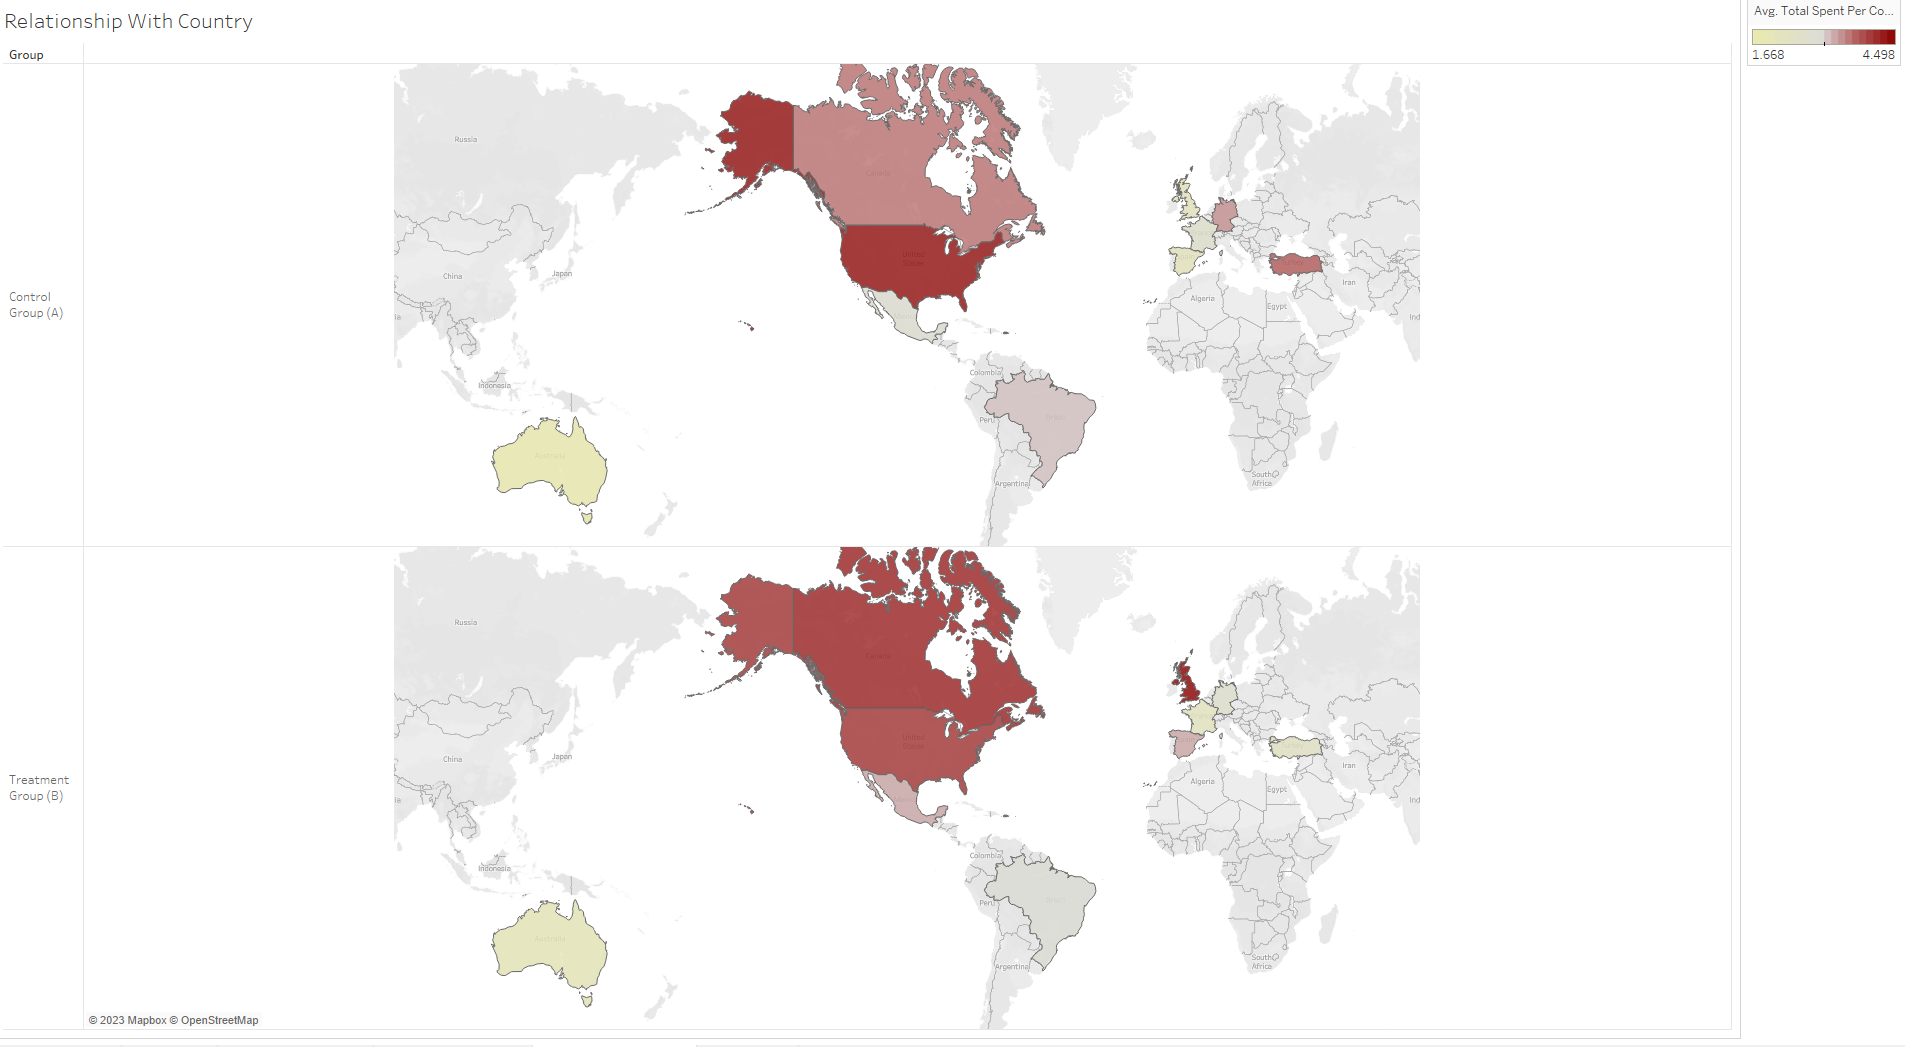 Relationship With Country
Avg. Total Spent Per Co...
1.668 4.498
Group
Control
Group (A)
Russia
China
Japan
Indonesia
Australia
Canada
United
States
Colombia
Peru
Brazil
Argentina
Algeria
Egypt
Iran
Ind
South
Africa
Treatment
Group (B)
Russia
China
Japan
Indonesia
Australia
Canada
United
States
Colombia
Peru
Brazil
Argentina
Algeria
Egypt
Iran
Ind
South
Africa
© 2023 Mapbox © OpenStreetMap